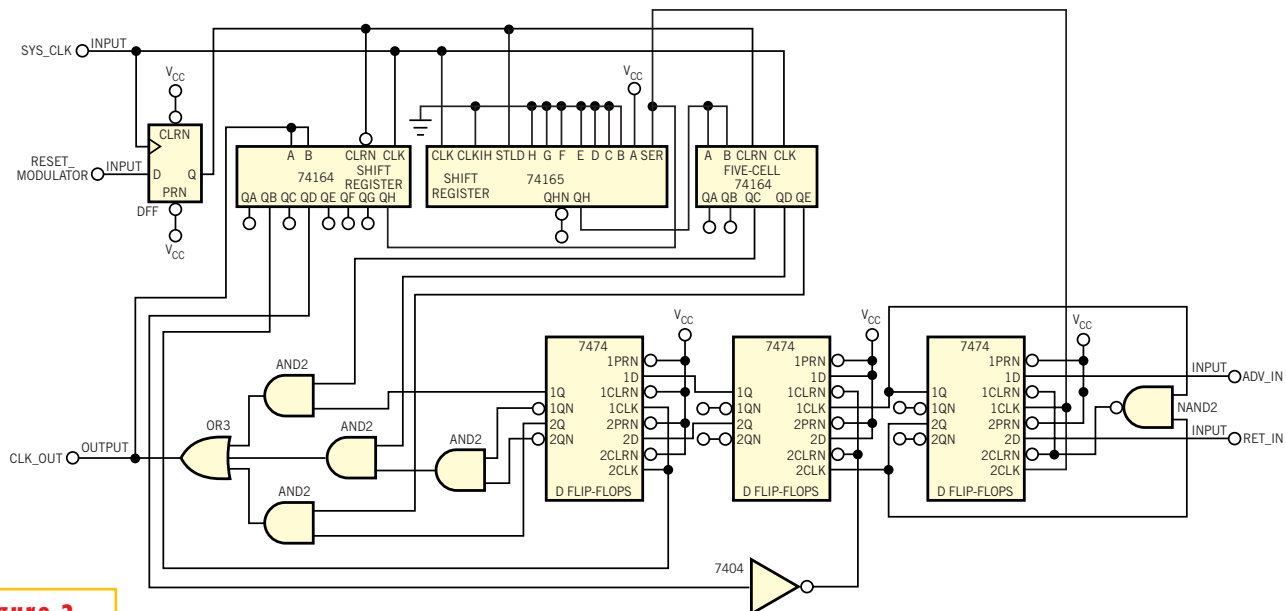 SYS_CLK INPUT
VCC
CLRN
RESET_
MODULATOR INPUT D Q
PRN
DFF
VCC
A B CLRN CLK
74164 SHIFT
REGISTER
QA QB QC QD QE QF QG QH
VCC
CLK CLKIH STLD H G F E D C B A SER
SHIFT
REGISTER 74165
QHN QH
A B CLRN CLK
FIVE-CELL
74164
QA QB QC QD QE
AND2
OR3
AND2
AND2
AND2
CLK_OUT OUTPUT
VCC
7474
1PRN
1D
1Q 1CLRN
1QN 1CLK
2Q 2PRN
2QN 2D
2CLRN
2CLK
D FLIP-FLOPS
VCC
7474
1PRN
1D
1Q 1CLRN
1QN 1CLK
2Q 2PRN
2QN 2D
2CLRN
2CLK
D FLIP-FLOPS
VCC
7474
1PRN
1D
1Q 1CLRN
1QN 1CLK
2Q 2PRN
2QN 2D
2CLRN
2CLK
D FLIP-FLOPS
INPUT ADV_IN
NAND2
INPUT RET_IN
7404